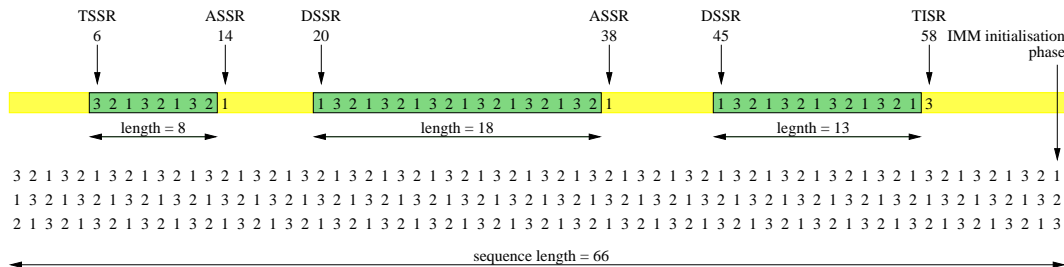 TSSR ASSR DSSR ASSR DSSR TISR
6 14 20 38 45 58 IMM initialisation
phase
3 2 1 3 2 1 3 2 1 1 3 2 1 3 2 1 3 2 1 3 2 1 3 2 1 3 2 1 1 3 2 1 3 2 1 3 2 1 3 2 1 3
length = 8 length = 18 legnth = 13
3 2 1 3 2 1 3 2 1 3 2 1 3 2 1 3 2 1 3 2 1 3 2 1 3 2 1 3 2 1 3 2 1 3 2 1 3 2 1 3 2 1 3 2 1 3 2 1 3 2 1 3 2 1 3 2 1 3 2 1 3 2 1 3 2 1
1 3 2 1 3 2 1 3 2 1 3 2 1 3 2 1 3 2 1 3 2 1 3 2 1 3 2 1 3 2 1 3 2 1 3 2 1 3 2 1 3 2 1 3 2 1 3 2 1 3 2 1 3 2 1 3 2 1 3 2 1 3 2 1 3 2
2 1 3 2 1 3 2 1 3 2 1 3 2 1 3 2 1 3 2 1 3 2 1 3 2 1 3 2 1 3 2 1 3 2 1 3 2 1 3 2 1 3 2 1 3 2 1 3 2 1 3 2 1 3 2 1 3 2 1 3 2 1 3 2 1 3
sequence length = 66